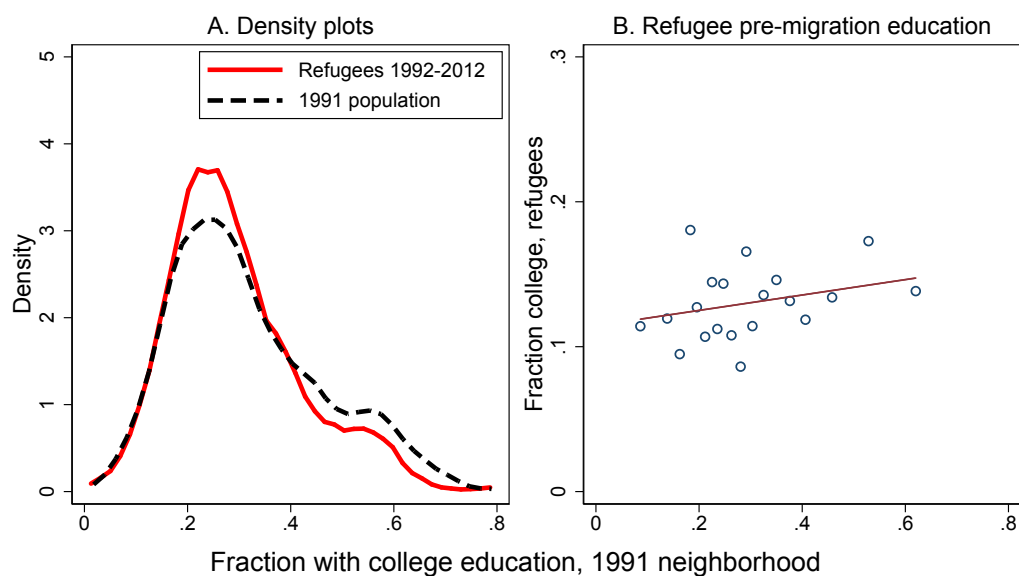 A. Density plots
Refugees 1992-2012
1991 population
Density
0
1
2
3
4
5
0
.2
.4
.6
.8
B. Refugee pre-migration education
Fraction college, refugees
0
.1
.2
.3
0
.2
.4
.6
.8
Fraction with college education, 1991 neighborhood